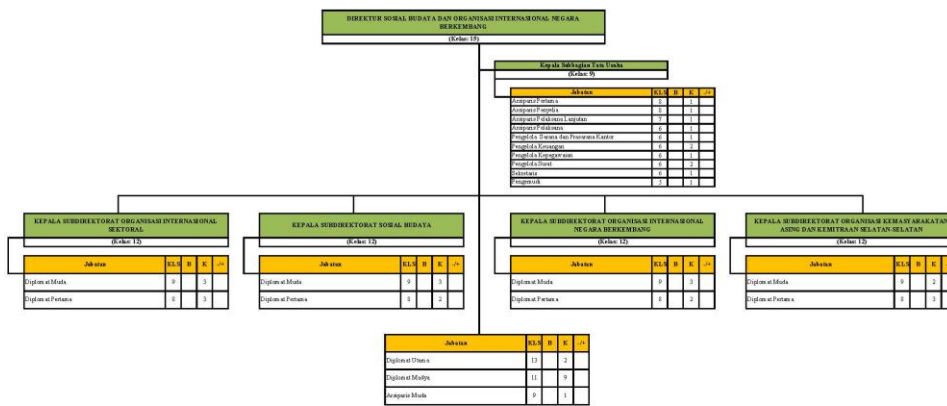 DIREKTUR SOSIAL BUDAYA DAN ORGANISASI INTERNASIONAL NEGARA
BERKEMBANG
(Kelas: 15)
Kepala Subbagian Tata Usaha
(Kelas: 9)
Jabatan KLS B K -/+
Arsiparis Pertama 8 1
Arsiparis Penyelia 8 1
Arsiparis Pelaksana Lanjutan 7 1
Arsiparis Pelaksana 6 1
Pengelola Sarana dan Prasarana Kantor 6 1
Pengelola Keuangan 6 2
Pengelola Kepegawaian 6 1
Pengelola Surat 6 2
Sekretaris 6 1
Pengemudi 3 1
KEPALA SUBDIREKTORAT ORGANISASI INTERNASIONAL
SEKTORAL
(Kelas: 12)
Jabatan KLS B K -/+
Diplomat Muda 9 3
Diplomat Pertama 8 3
KEPALA SUBDIREKTORAT SOSIAL BUDAYA
(Kelas: 12)
Jabatan KLS B K -/+
Diplomat Muda 9 3
Diplomat Pertama 8 2
KEPALA SUBDIREKTORAT ORGANISASI INTERNASIONAL
NEGARA BERKEMBANG
(Kelas: 12)
Jabatan KLS B K -/+
Diplomat Muda 9 3
Diplomat Pertama 8 2
KEPALA SUBDIREKTORAT ORGANISASI KEMASYARAKATAN
ASING DAN KEMITRAAN SELATAN-SELATAN
(Kelas: 12)
Jabatan KLS B K -/+
Diplomat Muda 9 2
Diplomat Pertama 8 3
Jabatan KLS B K -/+
Diplomat Utama 13 2
Diplomat Madya 11 9
Arsiparis Muda 9 1